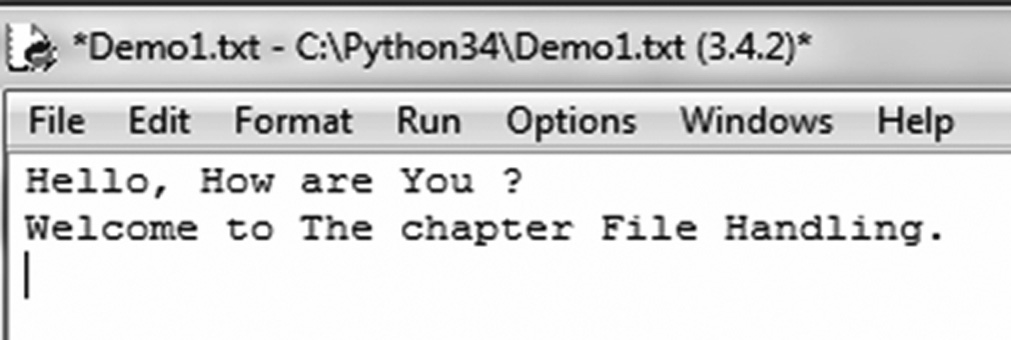 *Demo1.txt - C:\Python34\Demo1.txt (3.4.2)*
File Edit Format Run Options Windows Help
Hello, How are You ?
Welcome to The chapter File Handling.